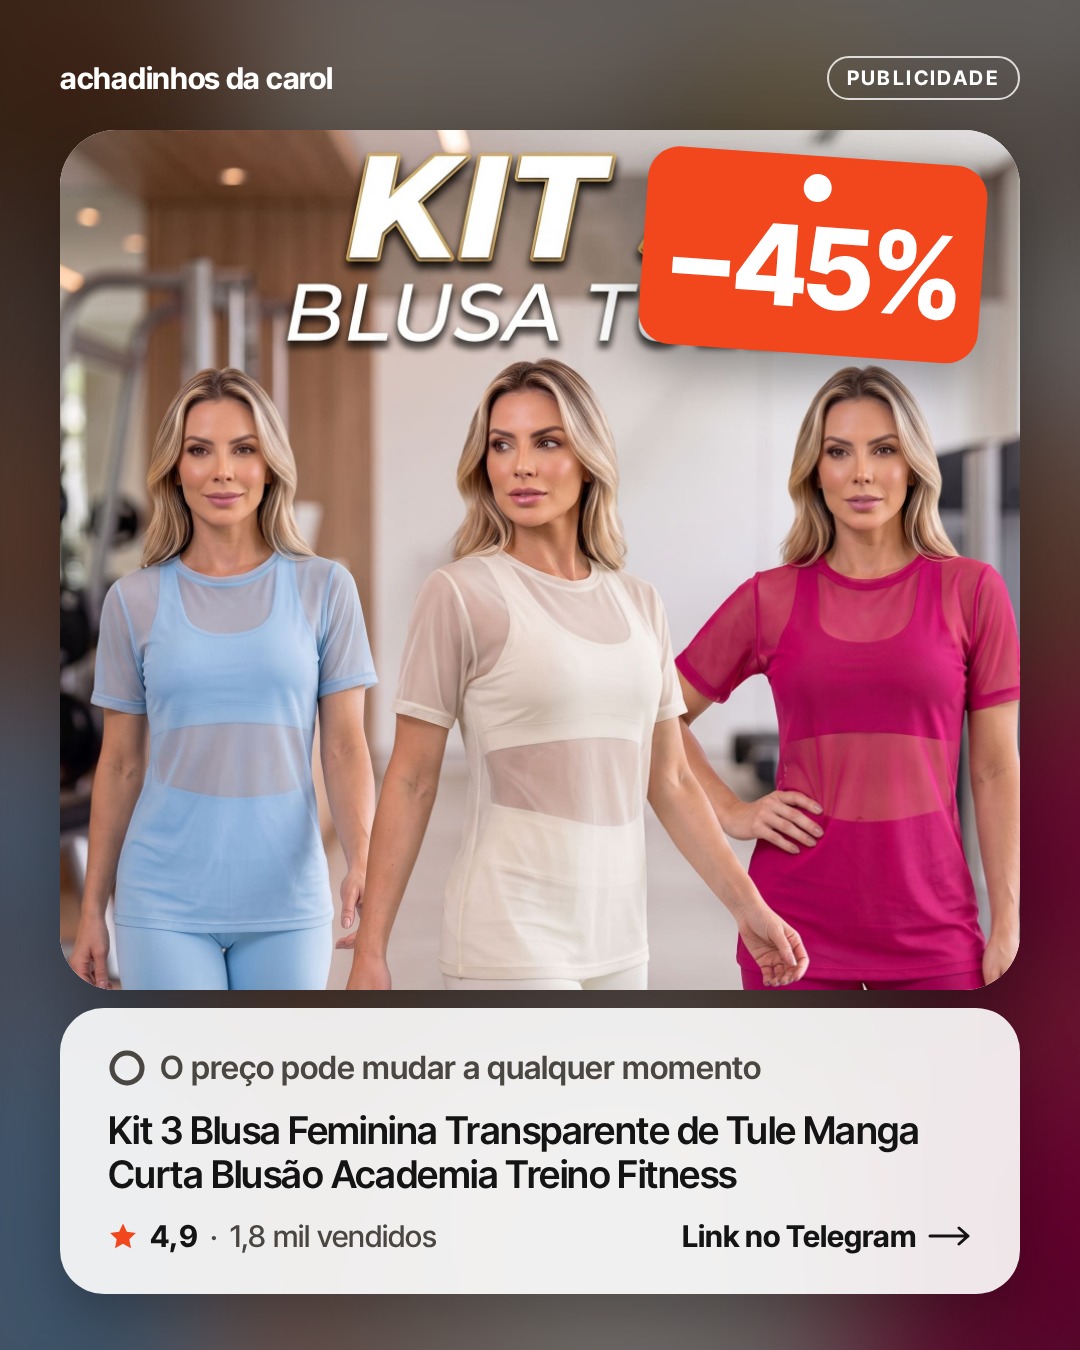 achadinhos da carol
PUBLICIDADE
KIT
-45%
BLUSA
O preço pode mudar a qualquer momento
Kit 3 Blusa Feminina Transparente de Tule Manga
Curta Blusão Academia Treino Fitness
4,9 · 1,8 mil vendidos
Link no Telegram →